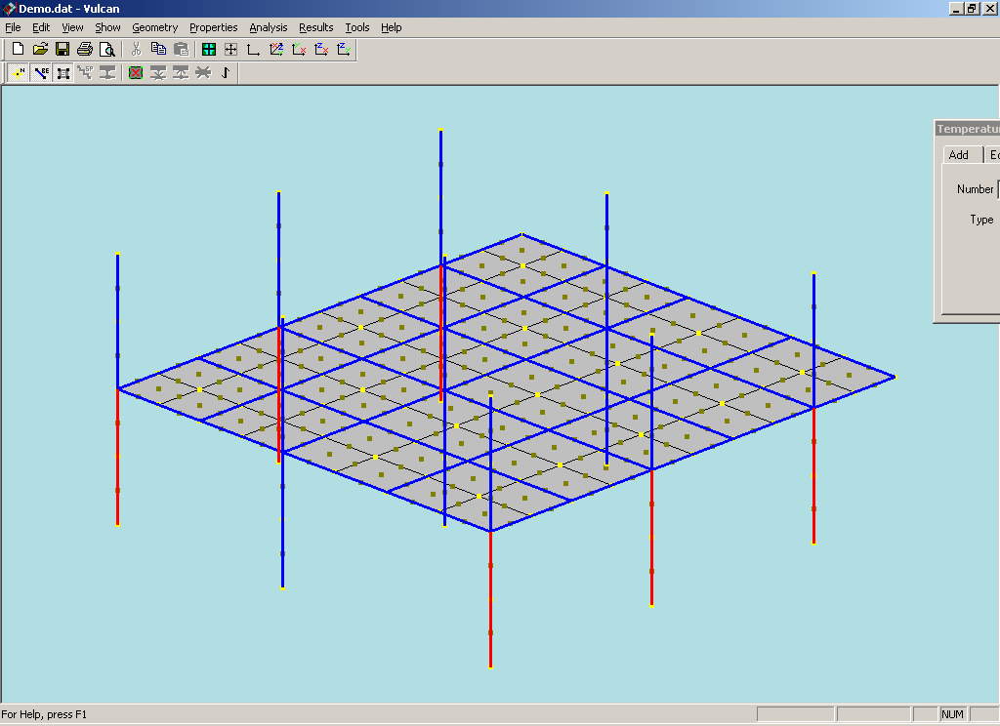 Demo.dat - Vulcan
File Edit View Show Geometry Properties Analysis Results Tools Help
Add
Number
Type
For Help, press F1
NUM